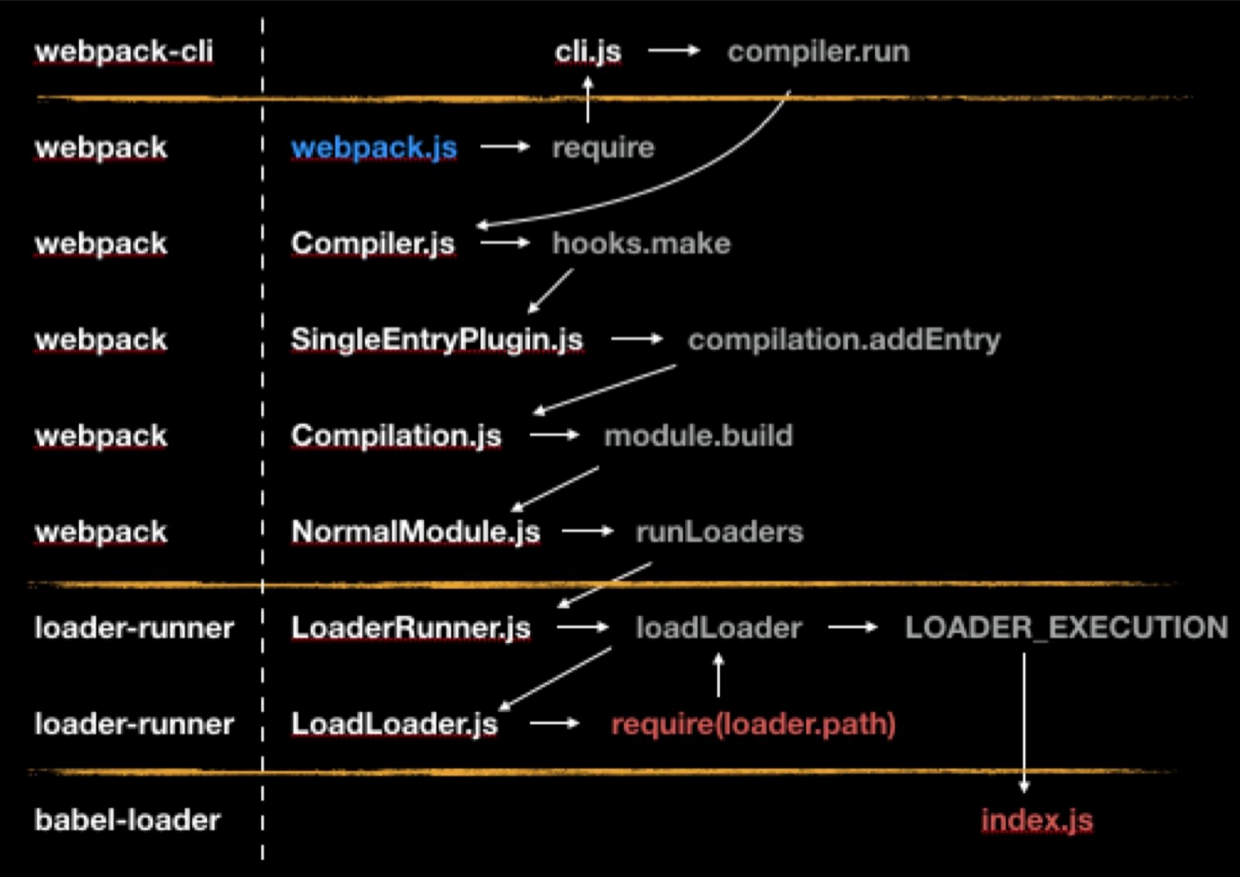 webpack-cli cli.js compiler.run
webpack webpack.js require
webpack Compiler.js hooks.make
webpack SingleEntryPlugin.js compilation.addEntry
webpack Compilation.js module.build
webpack NormalModule.js runLoaders
loader-runner LoaderRunner.js loadLoader LOADER_EXECUTION
loader-runner LoadLoader.js require(loader.path)
babel-loader index.js